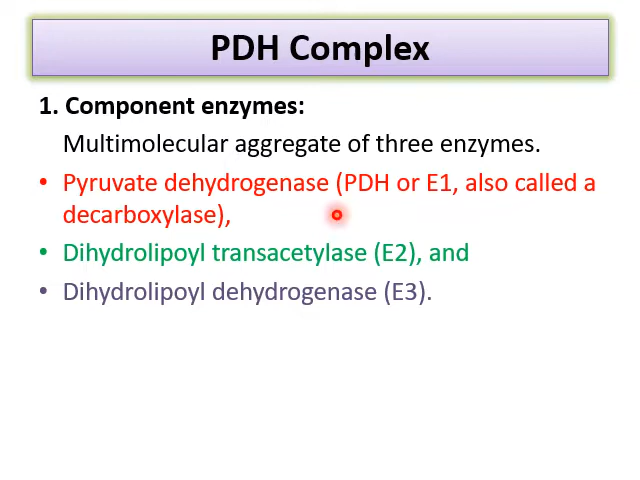 PDH Complex
1. Component enzymes:
Multimolecular aggregate of three enzymes.
• Pyruvate dehydrogenase (PDH or E1, also called a
decarboxylase),
• Dihydrolipoyl transacetylase (E2), and
• Dihydrolipoyl dehydrogenase (E3).